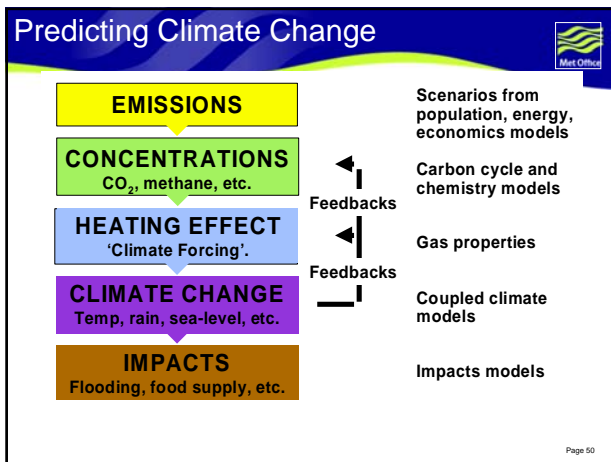 Predicting Climate Change
Met Office
EMISSIONS
Scenarios from
population, energy,
economics models
CONCENTRATIONS
CO₂, methane, etc.
Carbon cycle and
chemistry models
Feedbacks
HEATING EFFECT
‘Climate Forcing’.
Gas properties
Feedbacks
CLIMATE CHANGE
Temp, rain, sea-level, etc.
Coupled climate
models
IMPACTS
Flooding, food supply, etc.
Impacts models
Page 50